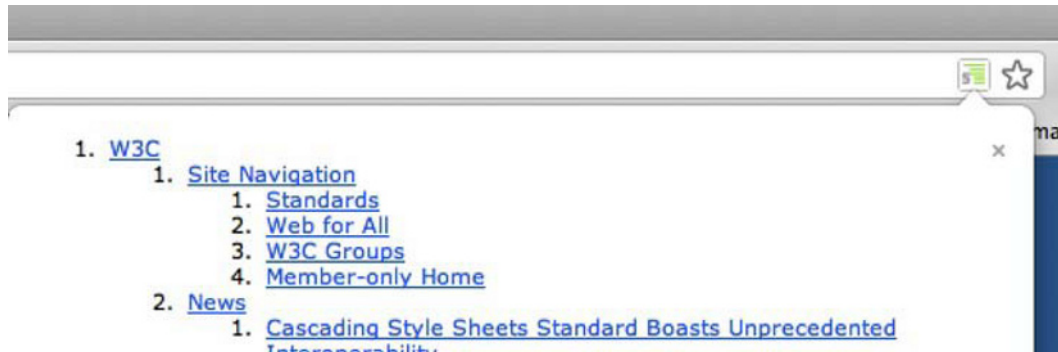 1. W3C
1. Site Navigation
1. Standards
2. Web for All
3. W3C Groups
4. Member-only Home
2. News
1. Cascading Style Sheets Standard Boasts Unprecedented
Interoperability